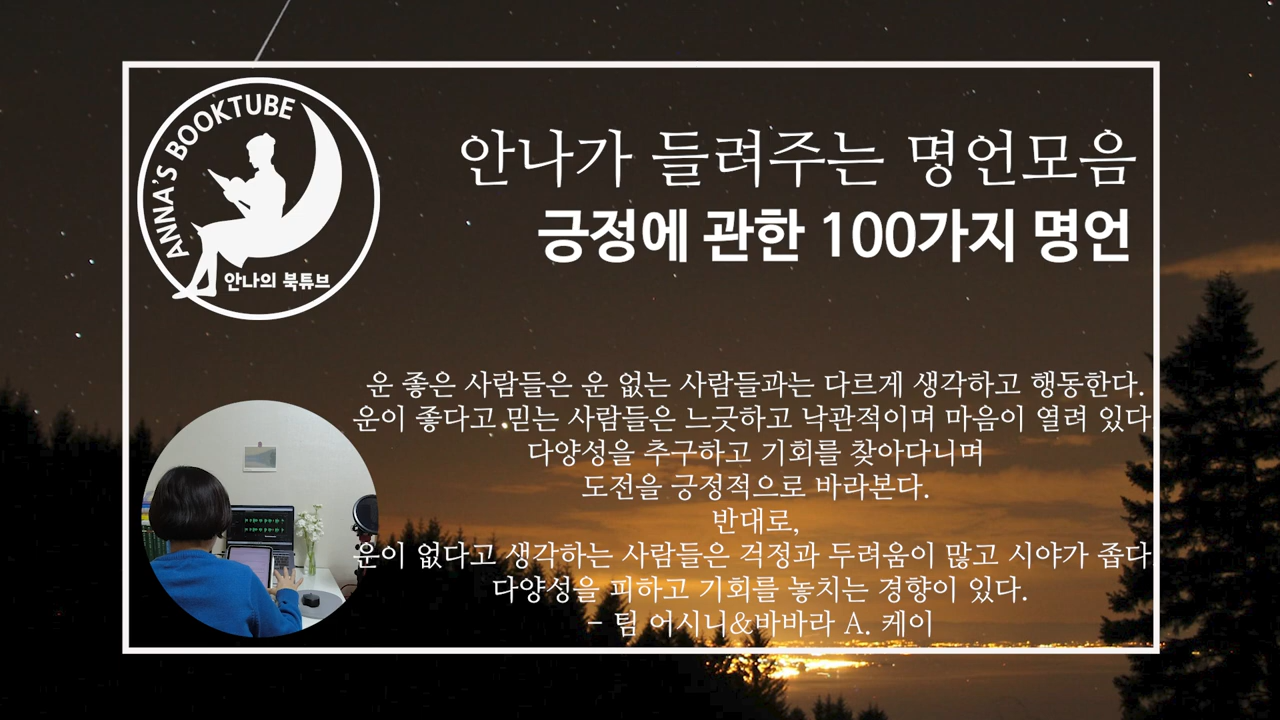 ANNA'S BOOKTUBE
안나의 북튜브
안나가 들려주는 명언모음
긍정에 관한 100가지 명언
운 좋은 사람들은 운 없는 사람들과는 다르게 생각하고 행동한다.
운이 좋다고 믿는 사람들은 느긋하고 낙관적이며 마음이 열려 있다
다양성을 추구하고 기회를 찾아다니며
도전을 긍정적으로 바라본다.
반대로,
운이 없다고 생각하는 사람들은 걱정과 두려움이 많고 시야가 좁다
다양성을 피하고 기회를 놓치는 경향이 있다.
- 팀 어시니&바바라 A. 케이